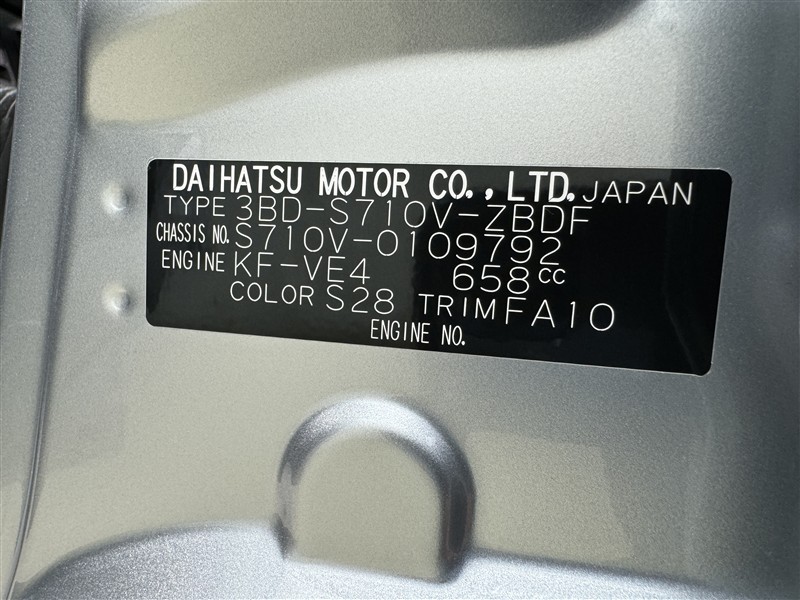 DAIHATSU MOTOR CO., LTD. JAPAN
TYPE 3BD-S710V-ZBDF
CHASSIS NO. S710V-0109792
ENGINE KF-VE4 658cc
COLOR S28 TRIM FA10
ENGINE NO.